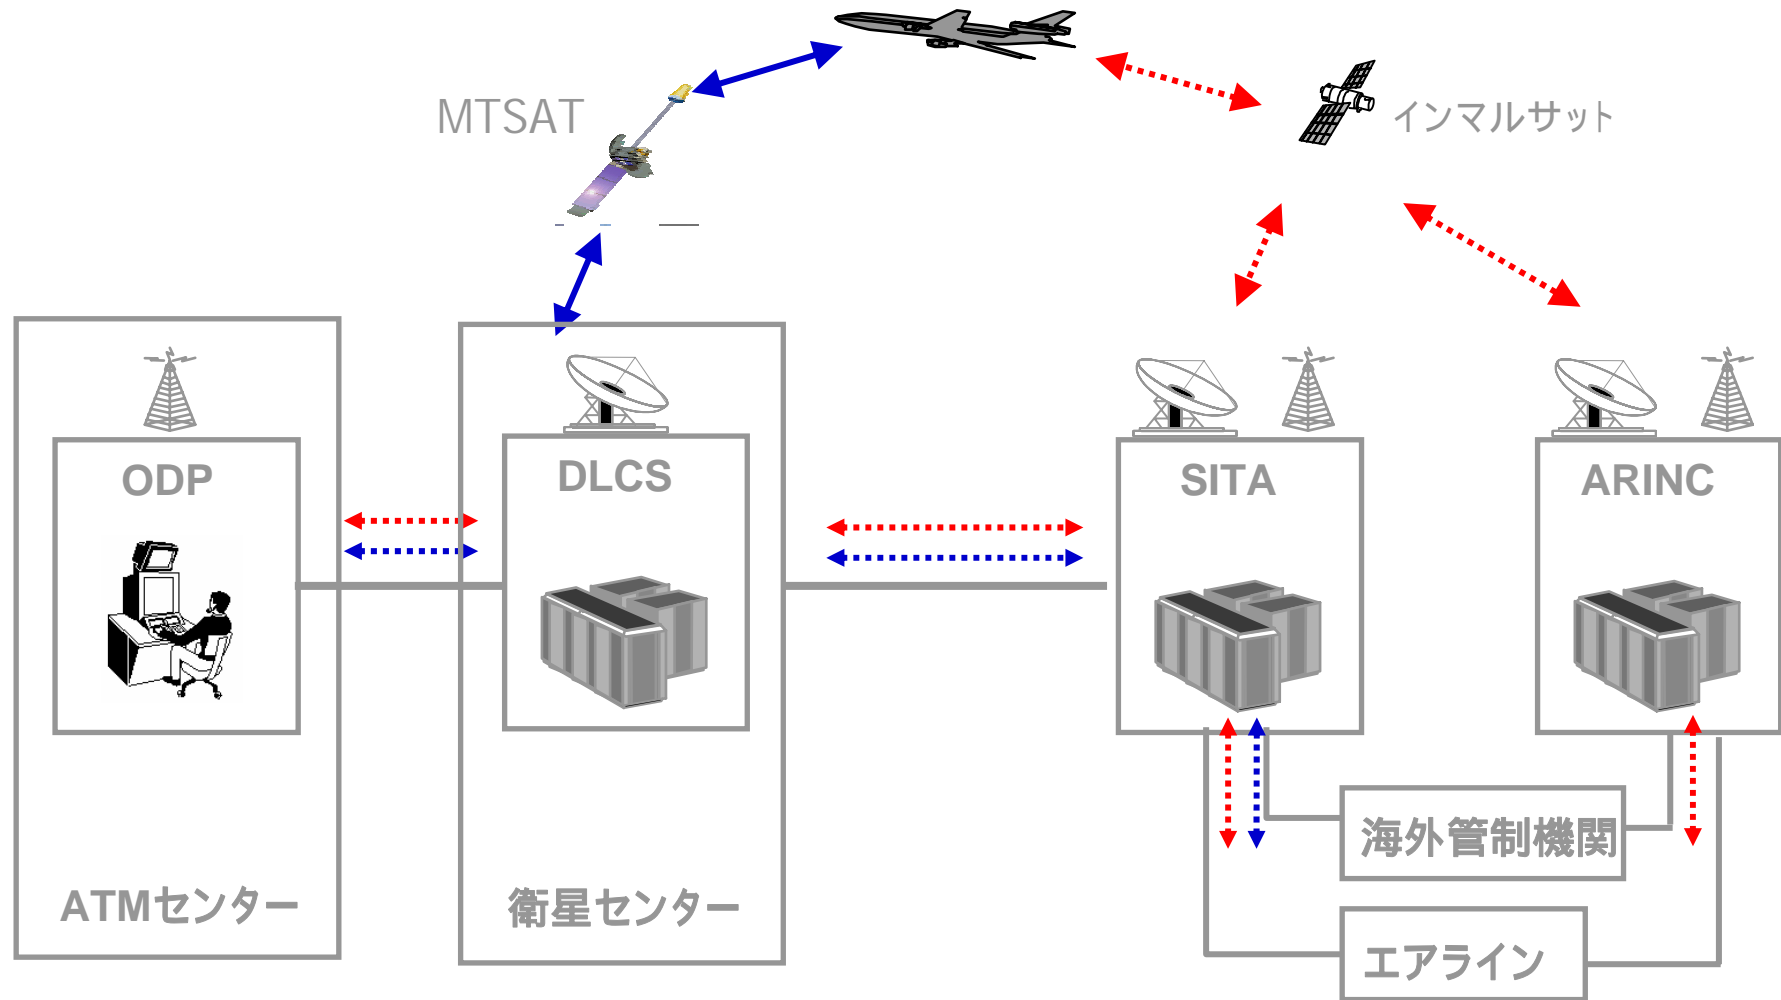 MTSAT
インマルサット
ODP
DLCS
SITA
ARINC
海外管制機関
ATMセンター
衛星センター
エアライン